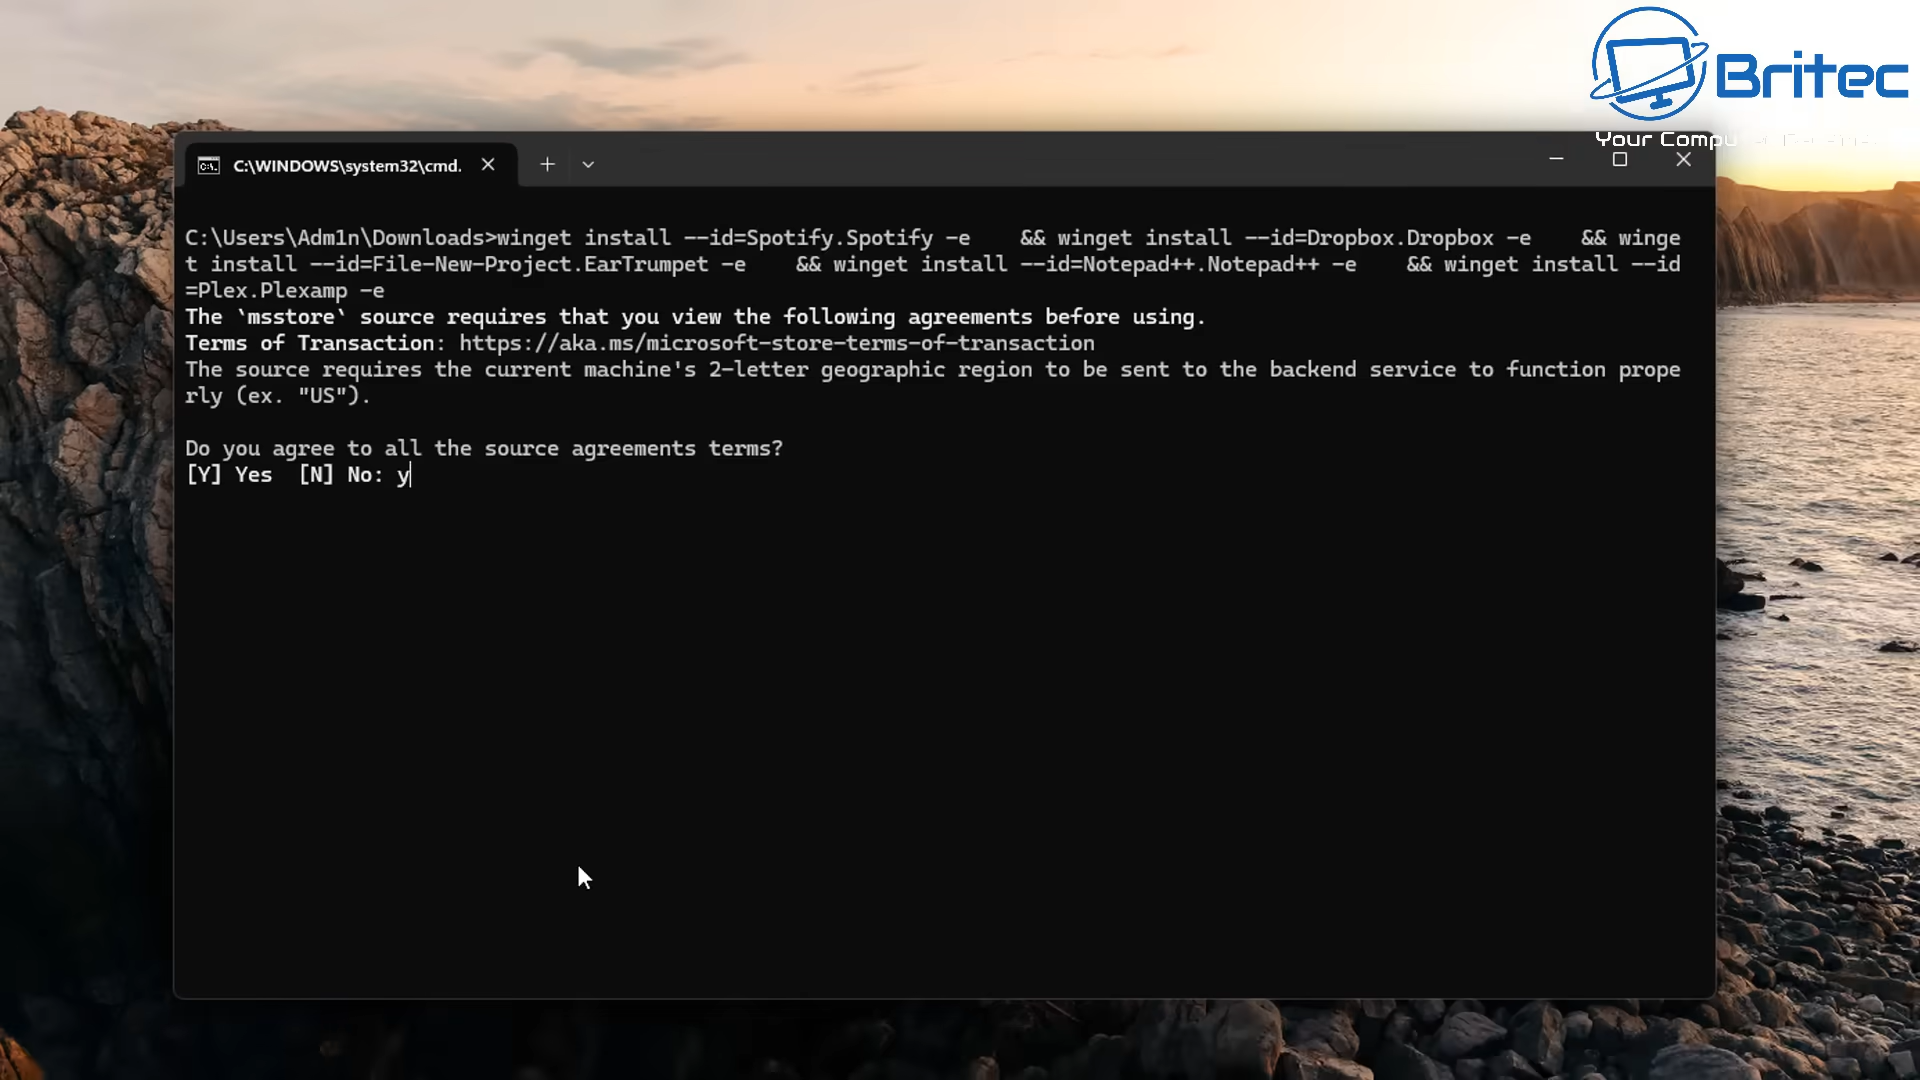 Britec
Your Compu
C:\WINDOWS\system32\cmd.
C:\Users\Adm1n\Downloads>winget install --id=Spotify.Spotify -e    && winget install --id=Dropbox.Dropbox -e    && winge
t install --id=File-New-Project.EarTrumpet -e    && winget install --id=Notepad++.Notepad++ -e    && winget install --id
=Plex.Plexamp -e
The `msstore` source requires that you view the following agreements before using.
Terms of Transaction: https://aka.ms/microsoft-store-terms-of-transaction
The source requires the current machine's 2-letter geographic region to be sent to the backend service to function prope
rly (ex. "US").
Do you agree to all the source agreements terms?
[Y] Yes  [N] No: y